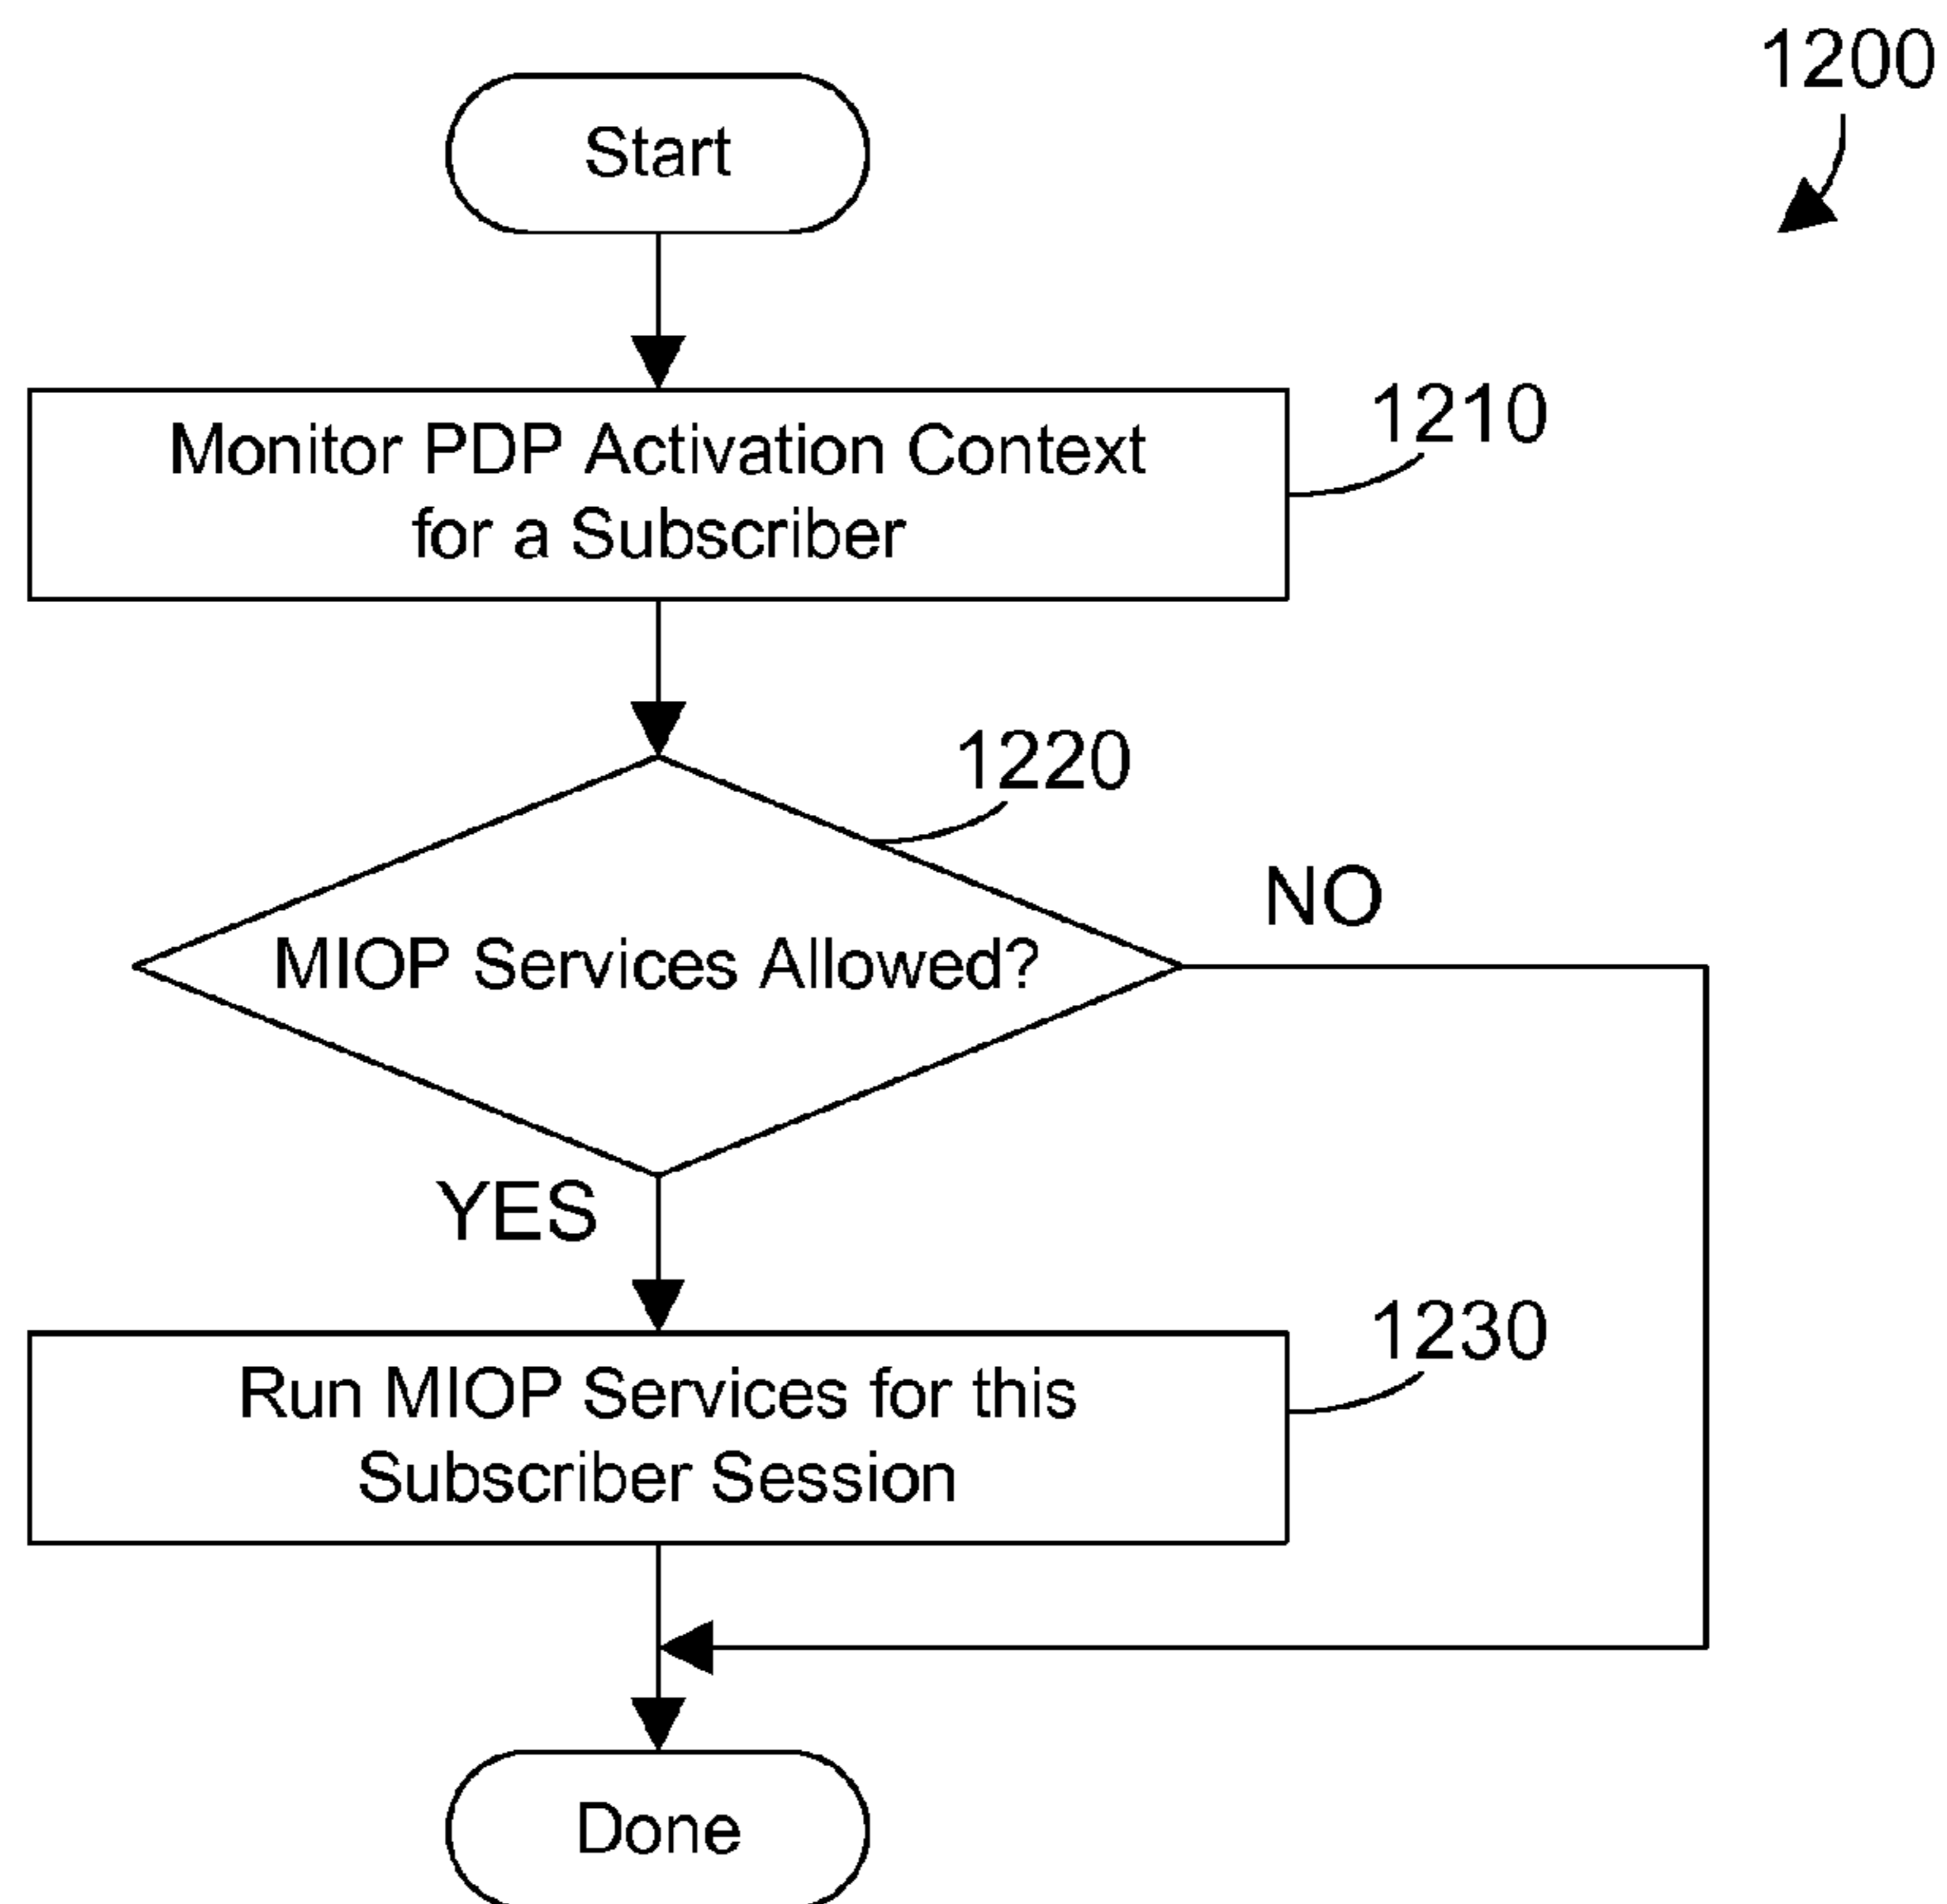 1200
Start
Monitor PDP Activation Context
for a Subscriber
1210
1220
MIOP Services Allowed?
NO
YES
Run MIOP Services for this
Subscriber Session
1230
Done